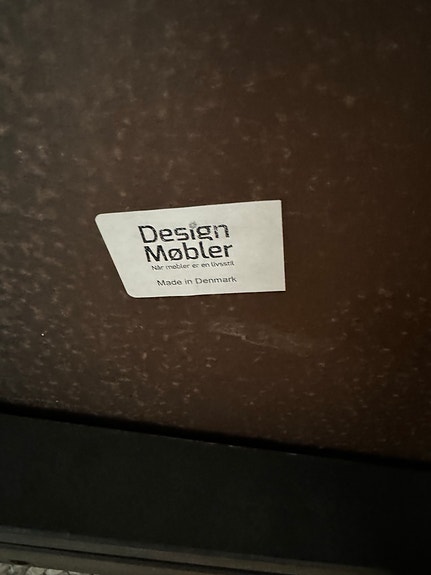 Design
Møbler
Når møbler er en livsstil
Made in Denmark